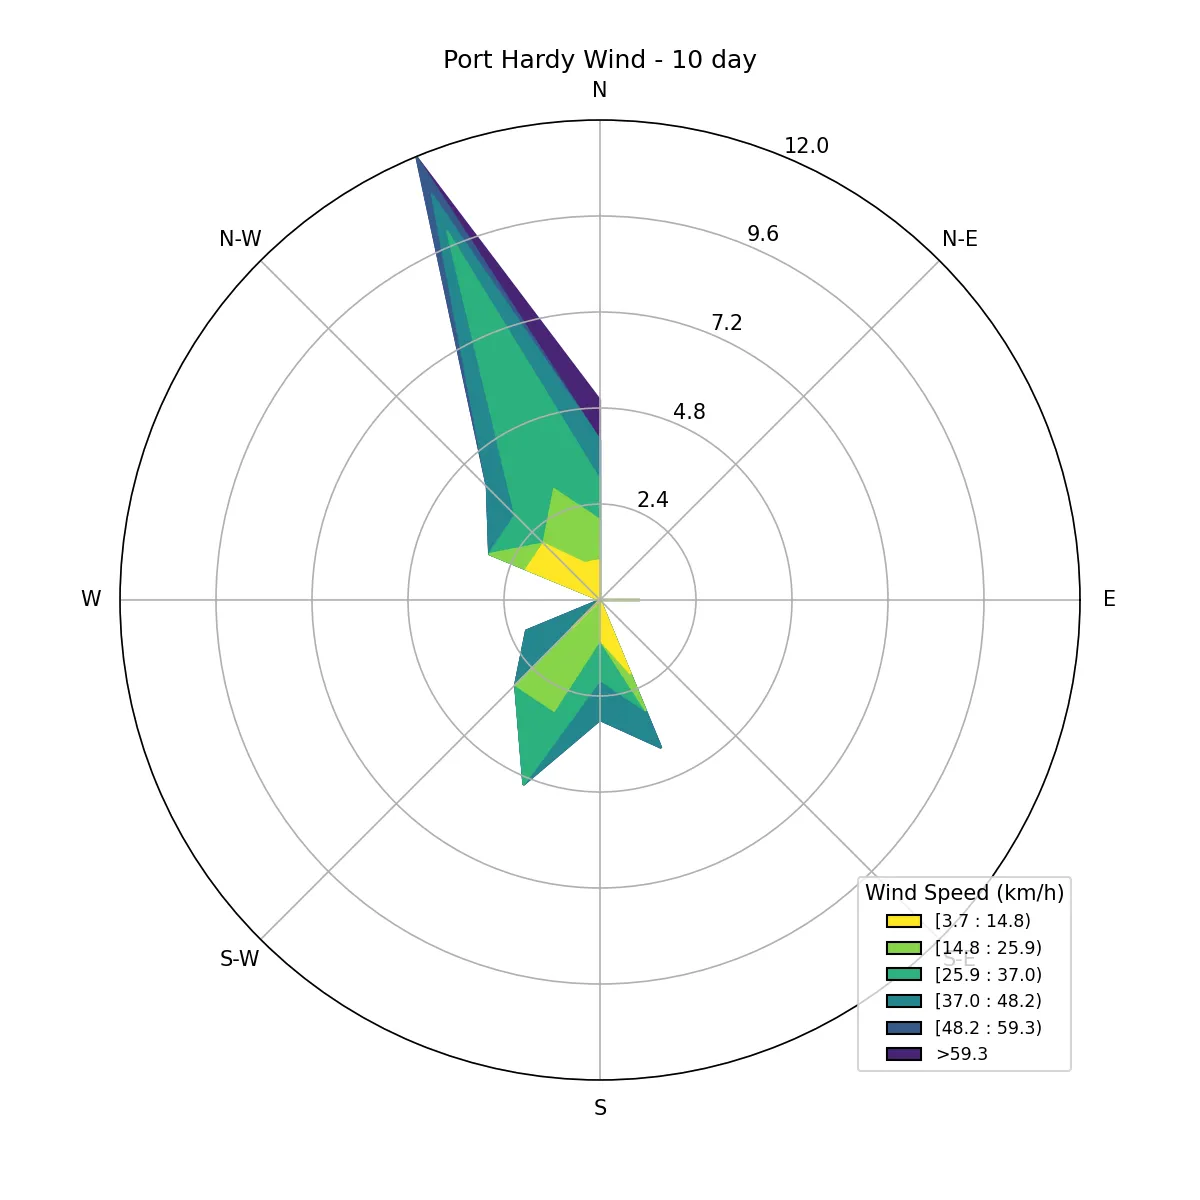 Port Hardy Wind - 10 day
N
12.0
N-W
9.6
N-E
7.2
4.8
2.4
W
E
S-W
S-E
S
Wind Speed (km/h)
[3.7 : 14.8)
[14.8 : 25.9)
[25.9 : 37.0)
[37.0 : 48.2)
[48.2 : 59.3)
>59.3